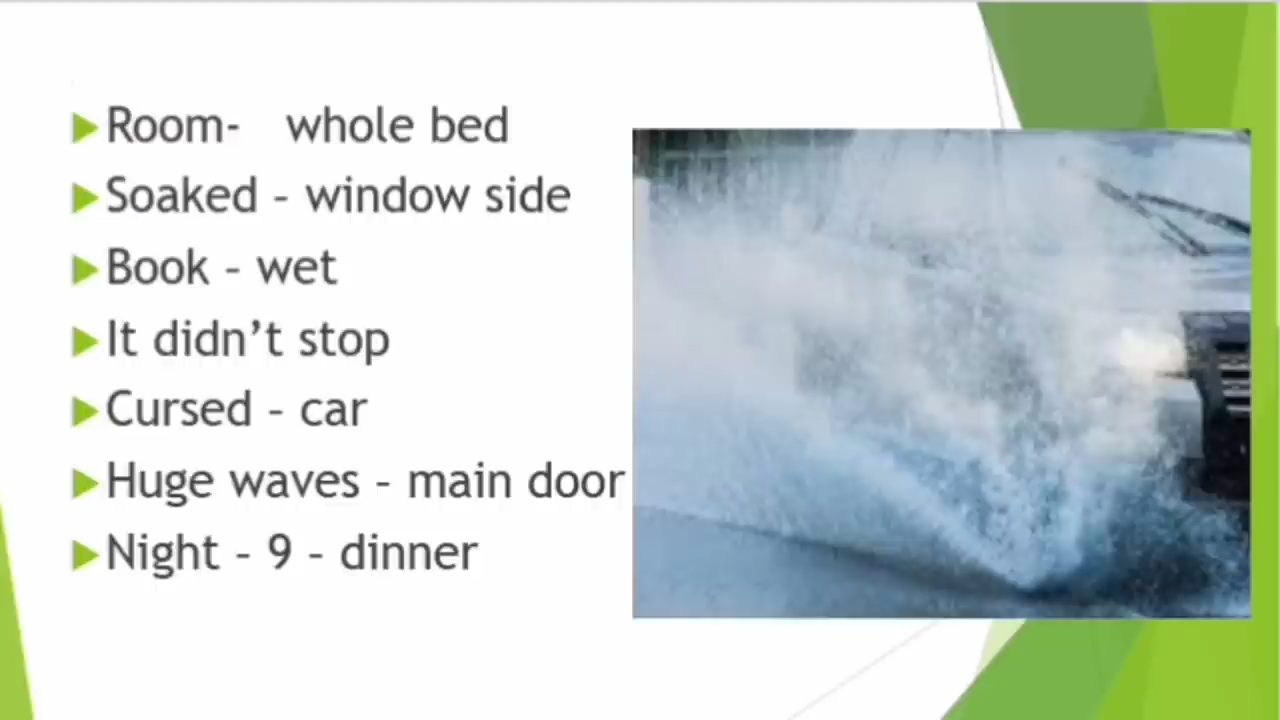 Room- whole bed
Soaked – window side
Book – wet
It didn't stop
Cursed – car
Huge waves – main door
Night – 9 – dinner